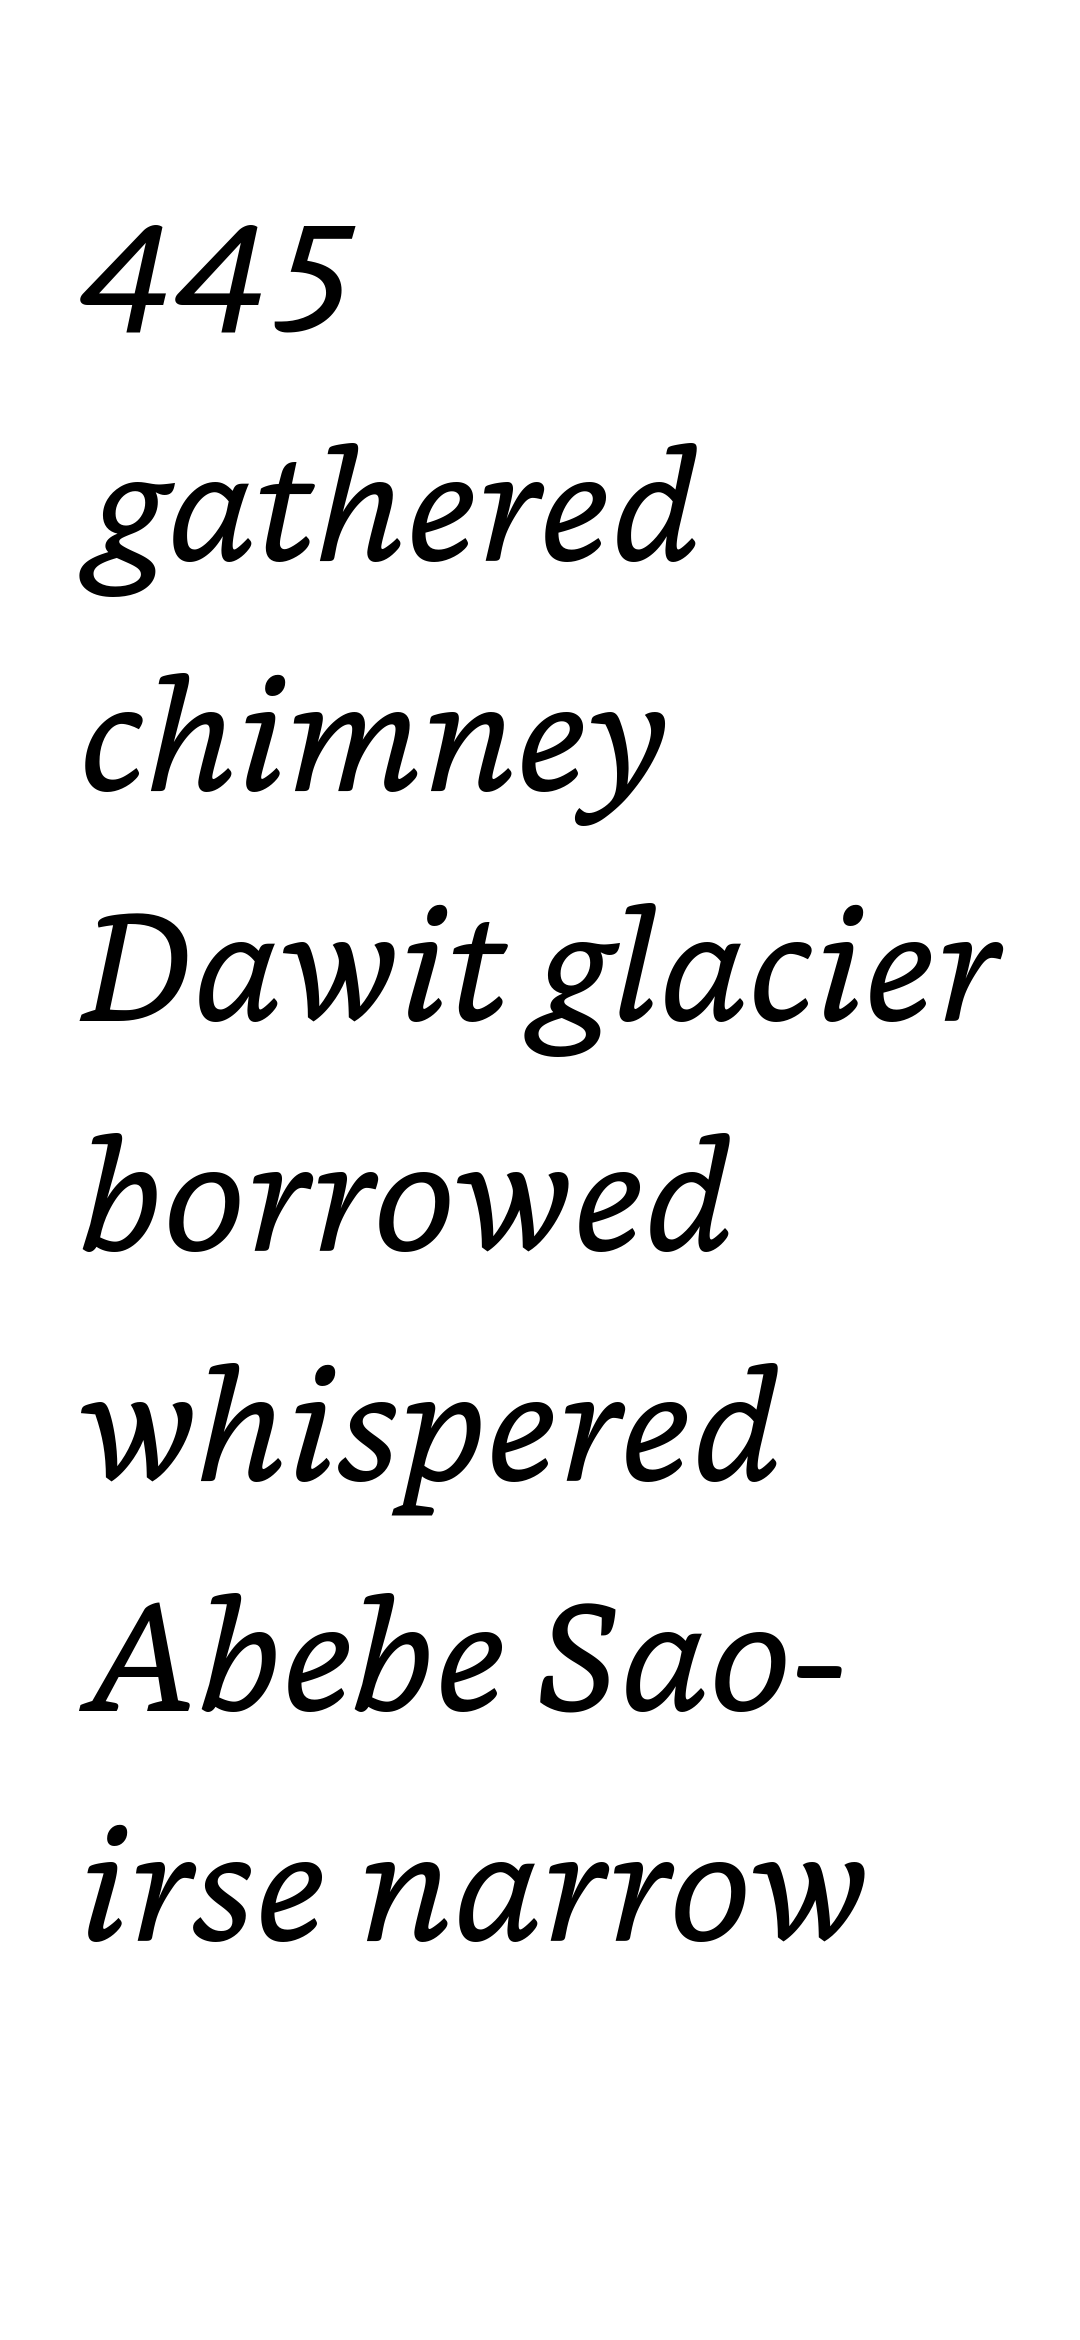 445
gathered
chimney
Dawit glacier
borrowed
whispered
Abebe Sao-
irse narrow